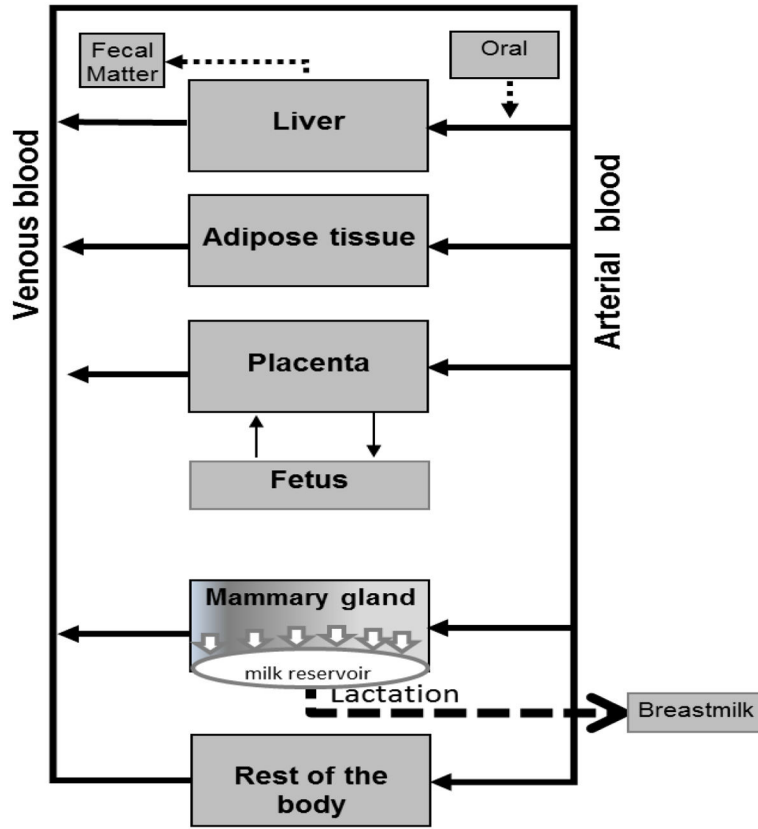 Fecal
Matter
Oral
Liver
Venous blood
Adipose tissue
Arterial blood
Placenta
Fetus
Mammary gland
milk reservoir
Lactation
Breastmilk
Rest of the
body